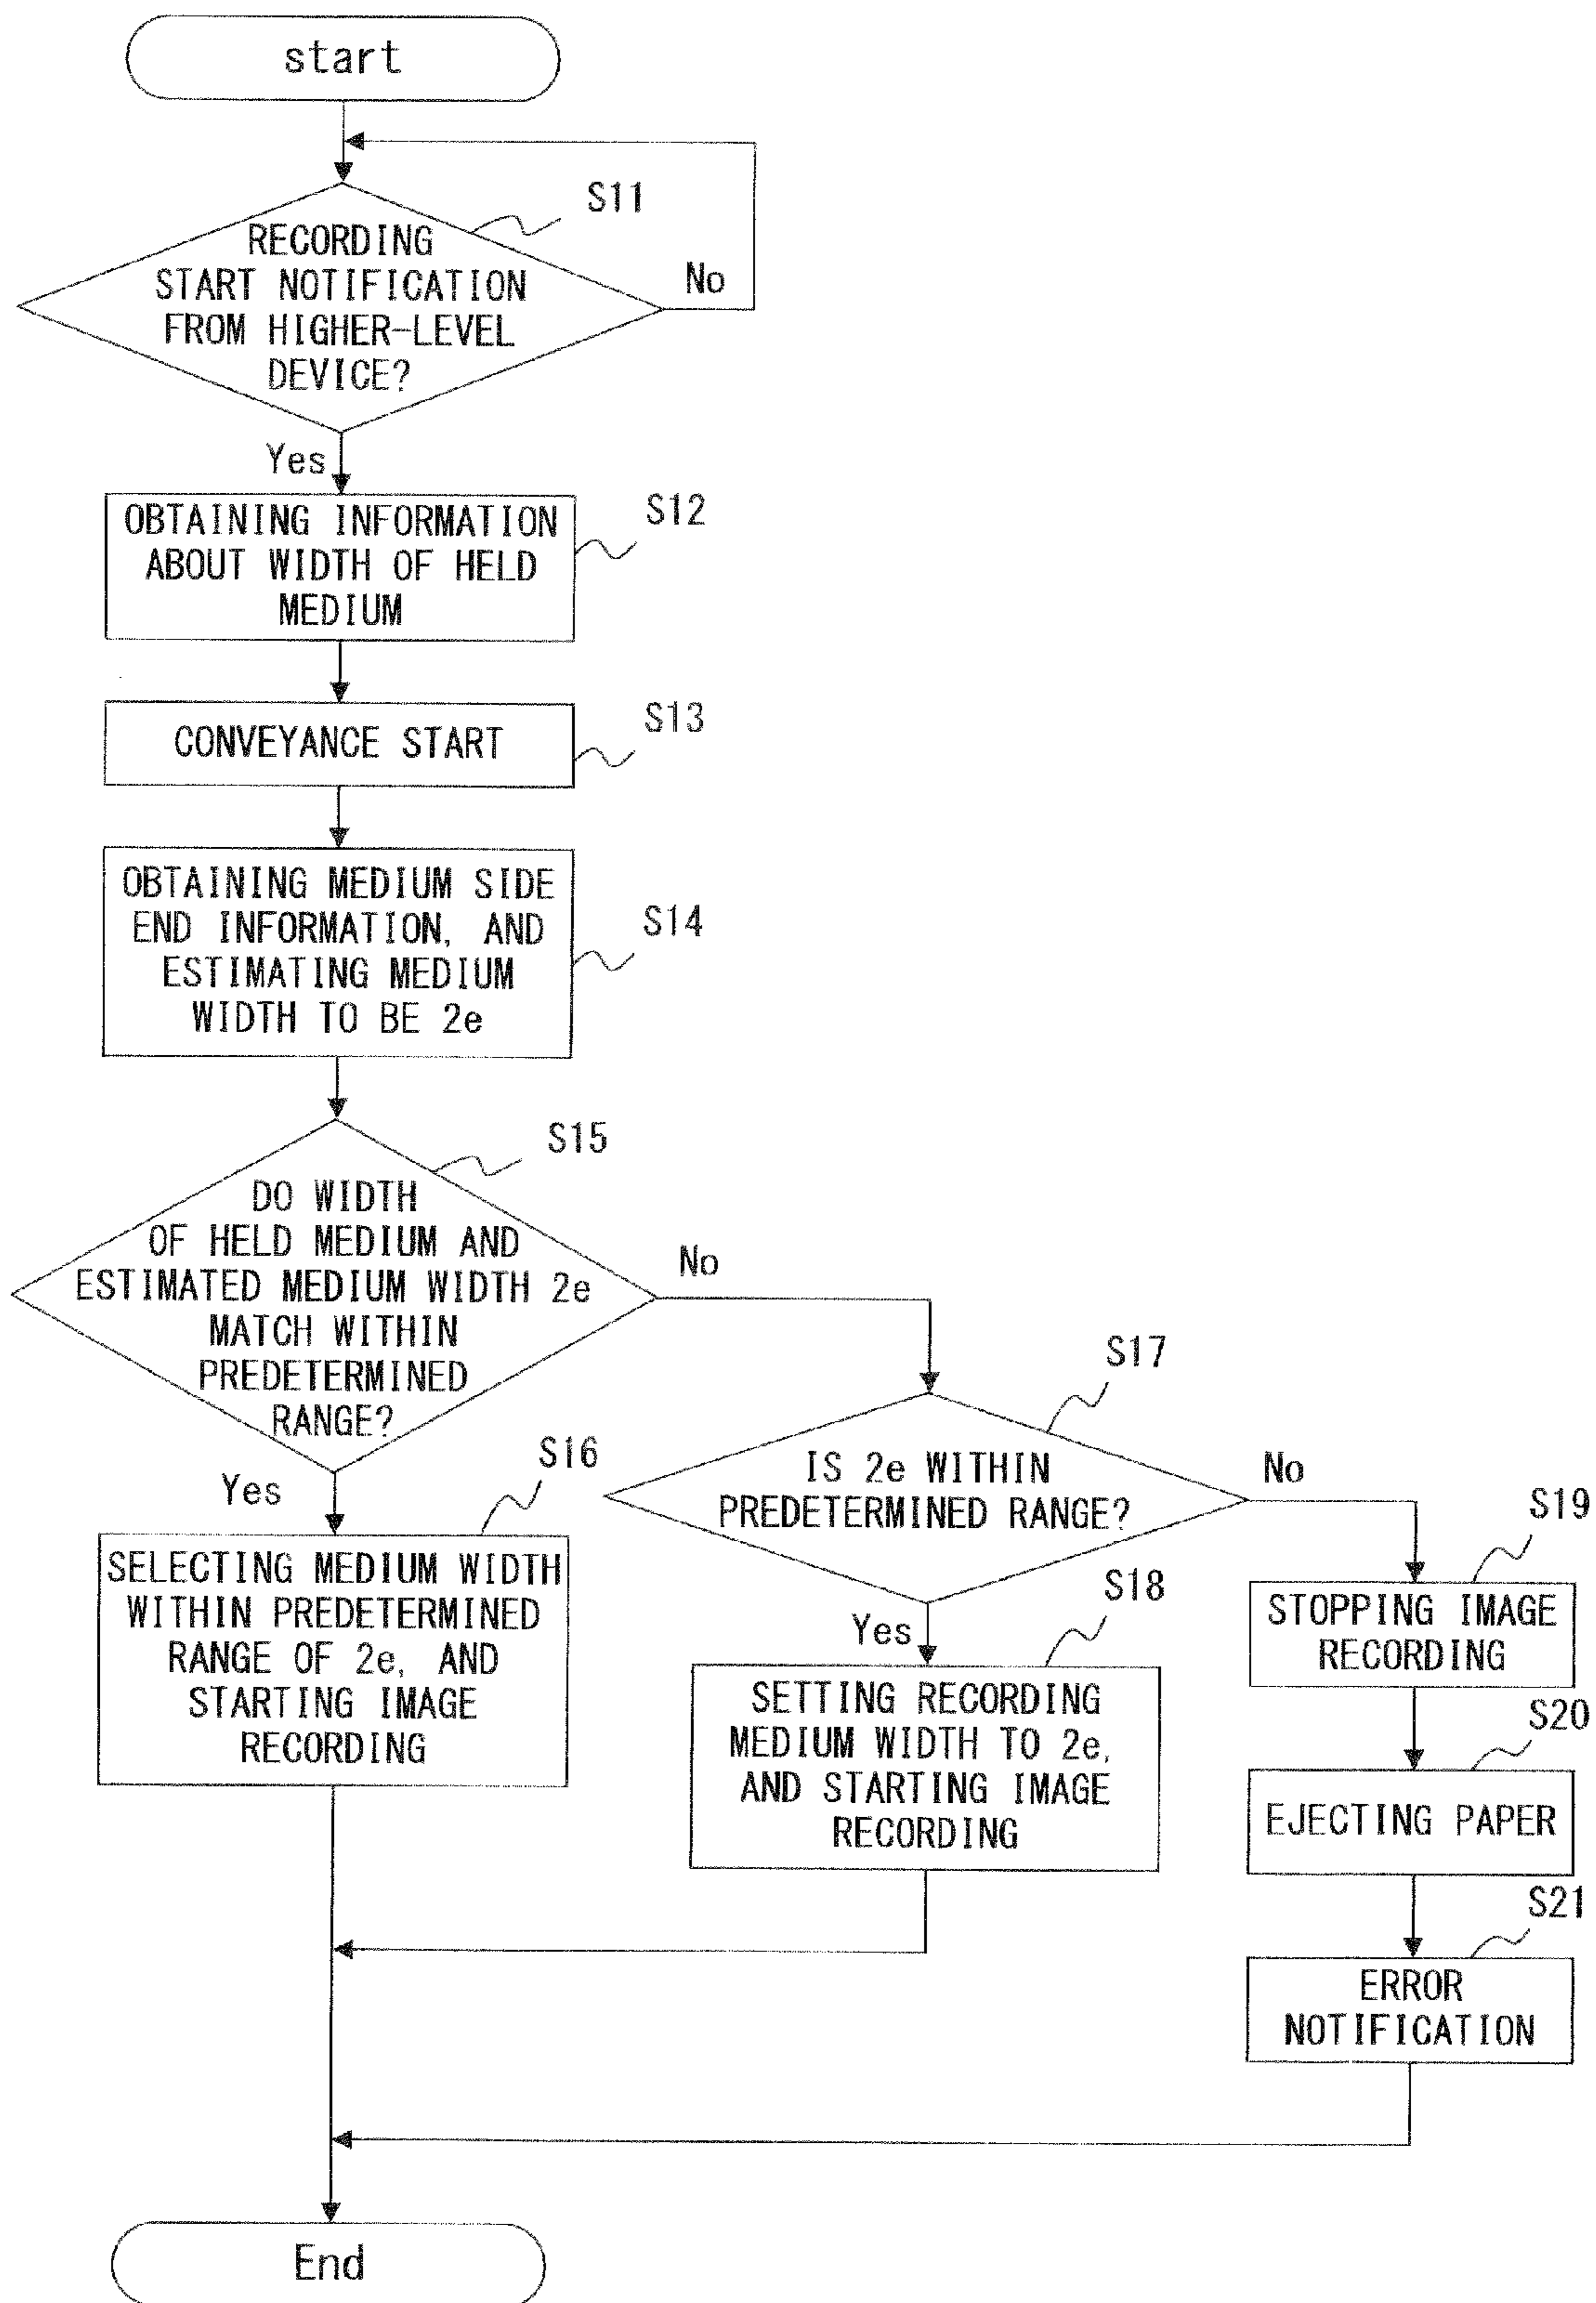 start
S11
RECORDING
START NOTIFICATION
FROM HIGHER-LEVEL
DEVICE?
No
Yes
S12
OBTAINING INFORMATION
ABOUT WIDTH OF HELD
MEDIUM
S13
CONVEYANCE START
S14
OBTAINING MEDIUM SIDE
END INFORMATION, AND
ESTIMATING MEDIUM
WIDTH TO BE 2e
S15
DO WIDTH
OF HELD MEDIUM AND
ESTIMATED MEDIUM WIDTH 2e
MATCH WITHIN
PREDETERMINED
RANGE?
No
Yes
S16
SELECTING MEDIUM WIDTH
WITHIN PREDETERMINED
RANGE OF 2e, AND
STARTING IMAGE
RECORDING
S17
IS 2e WITHIN
PREDETERMINED RANGE?
No
Yes
S18
SETTING RECORDING
MEDIUM WIDTH TO 2e,
AND STARTING IMAGE
RECORDING
S19
STOPPING IMAGE
RECORDING
S20
EJECTING PAPER
S21
ERROR
NOTIFICATION
End